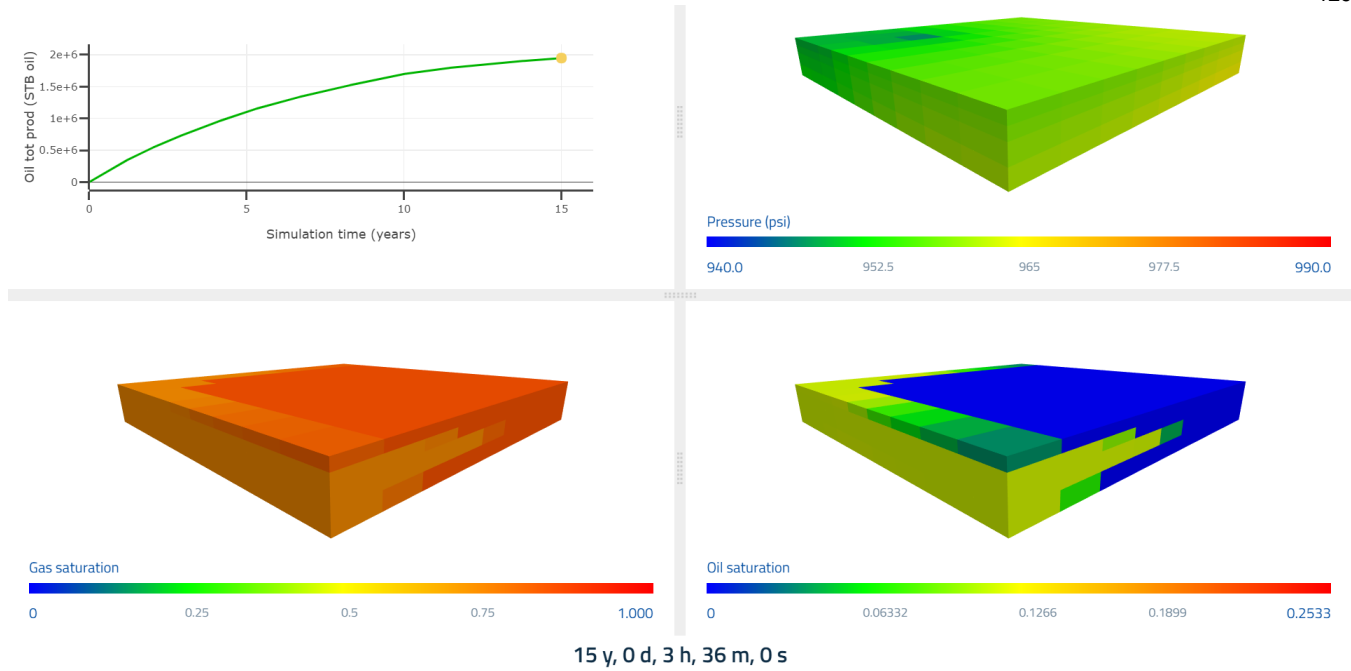 2e+6
1.5e+6
1e+6
0.5e+6
0
Oil tot prod (STB oil)
0 5 10 15
Simulation time (years)
Pressure (psi)
940.0 952.5 965 977.5 990.0
Gas saturation
0 0.25 0.5 0.75 1.000
Oil saturation
0 0.06332 0.1266 0.1899 0.2533
15 y, 0 d, 3 h, 36 m, 0 s